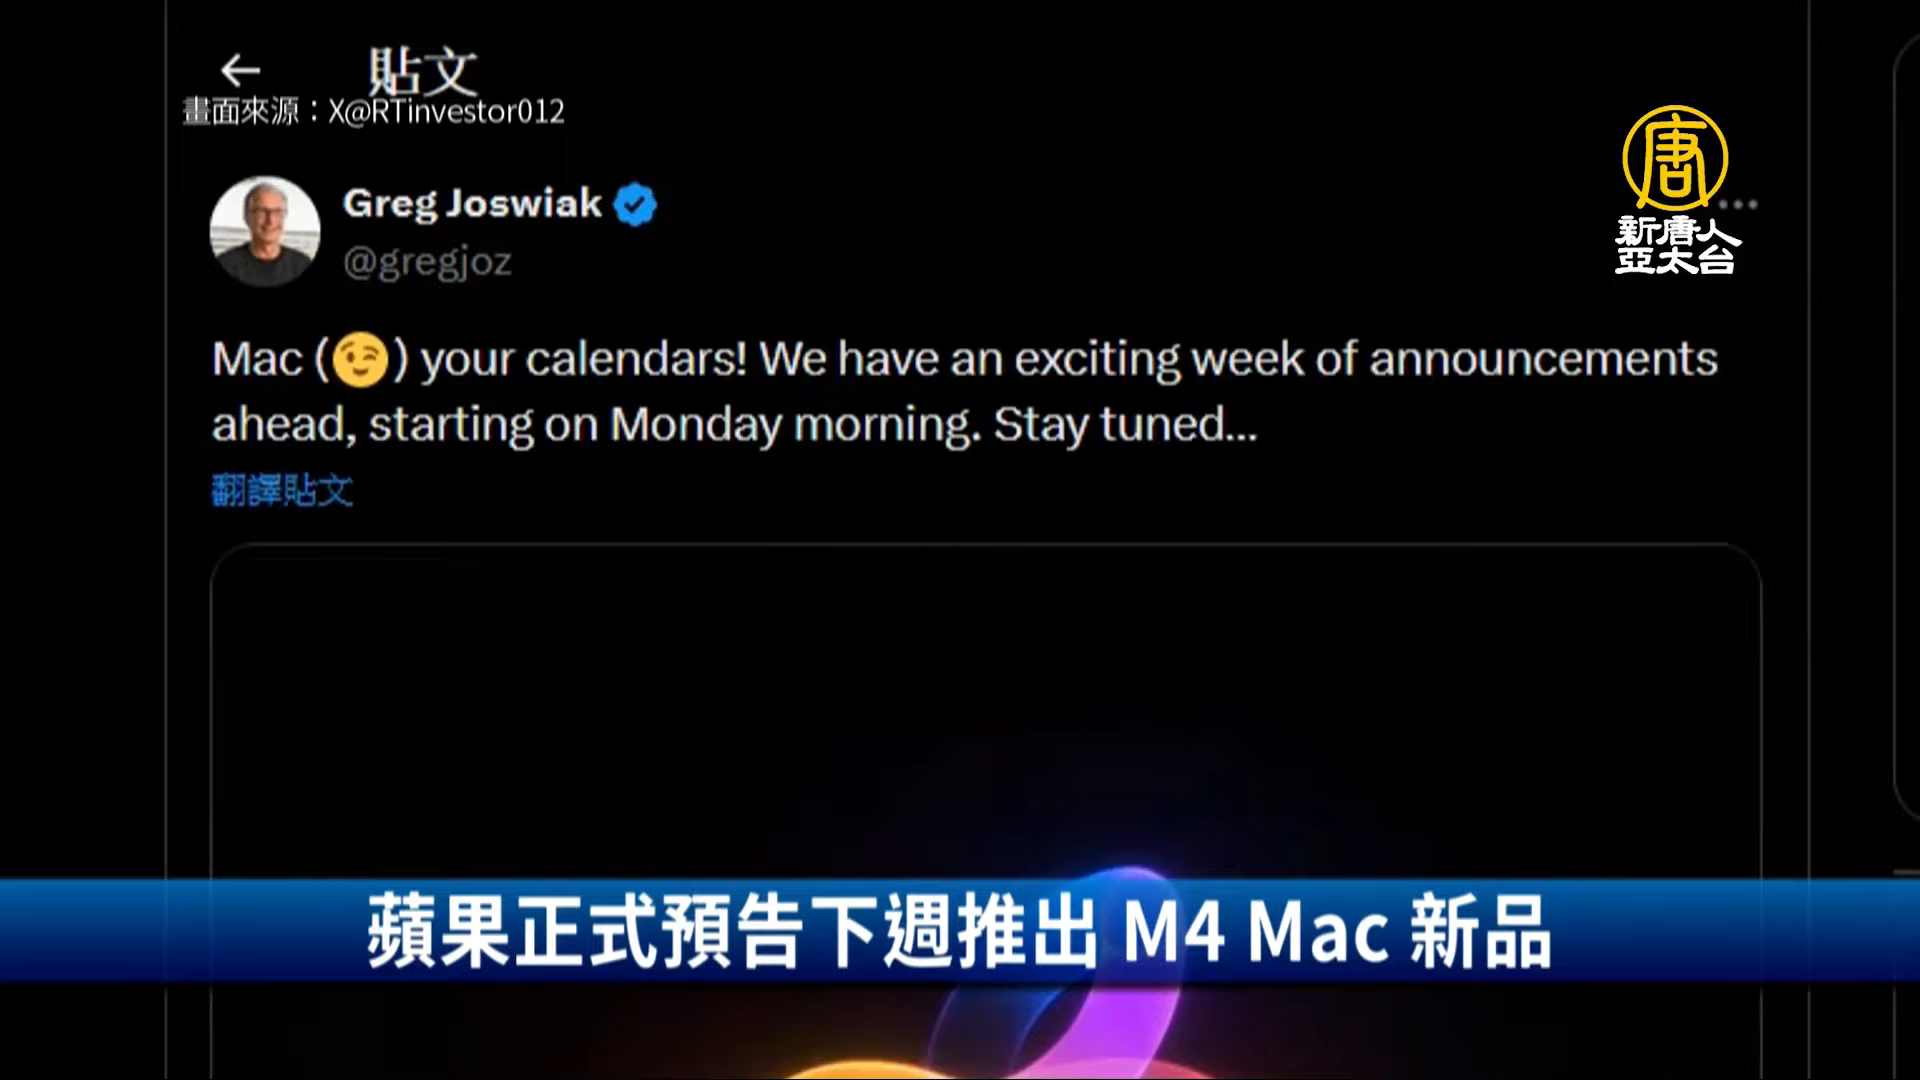 貼文
畫面來源：X@RTinvestor012
唐
新唐人
亞太台
Greg Joswiak
@gregjoz
Mac (😉) your calendars! We have an exciting week of announcements
ahead, starting on Monday morning. Stay tuned...
翻譯貼文
蘋果正式預告下週推出 M4 Mac 新品